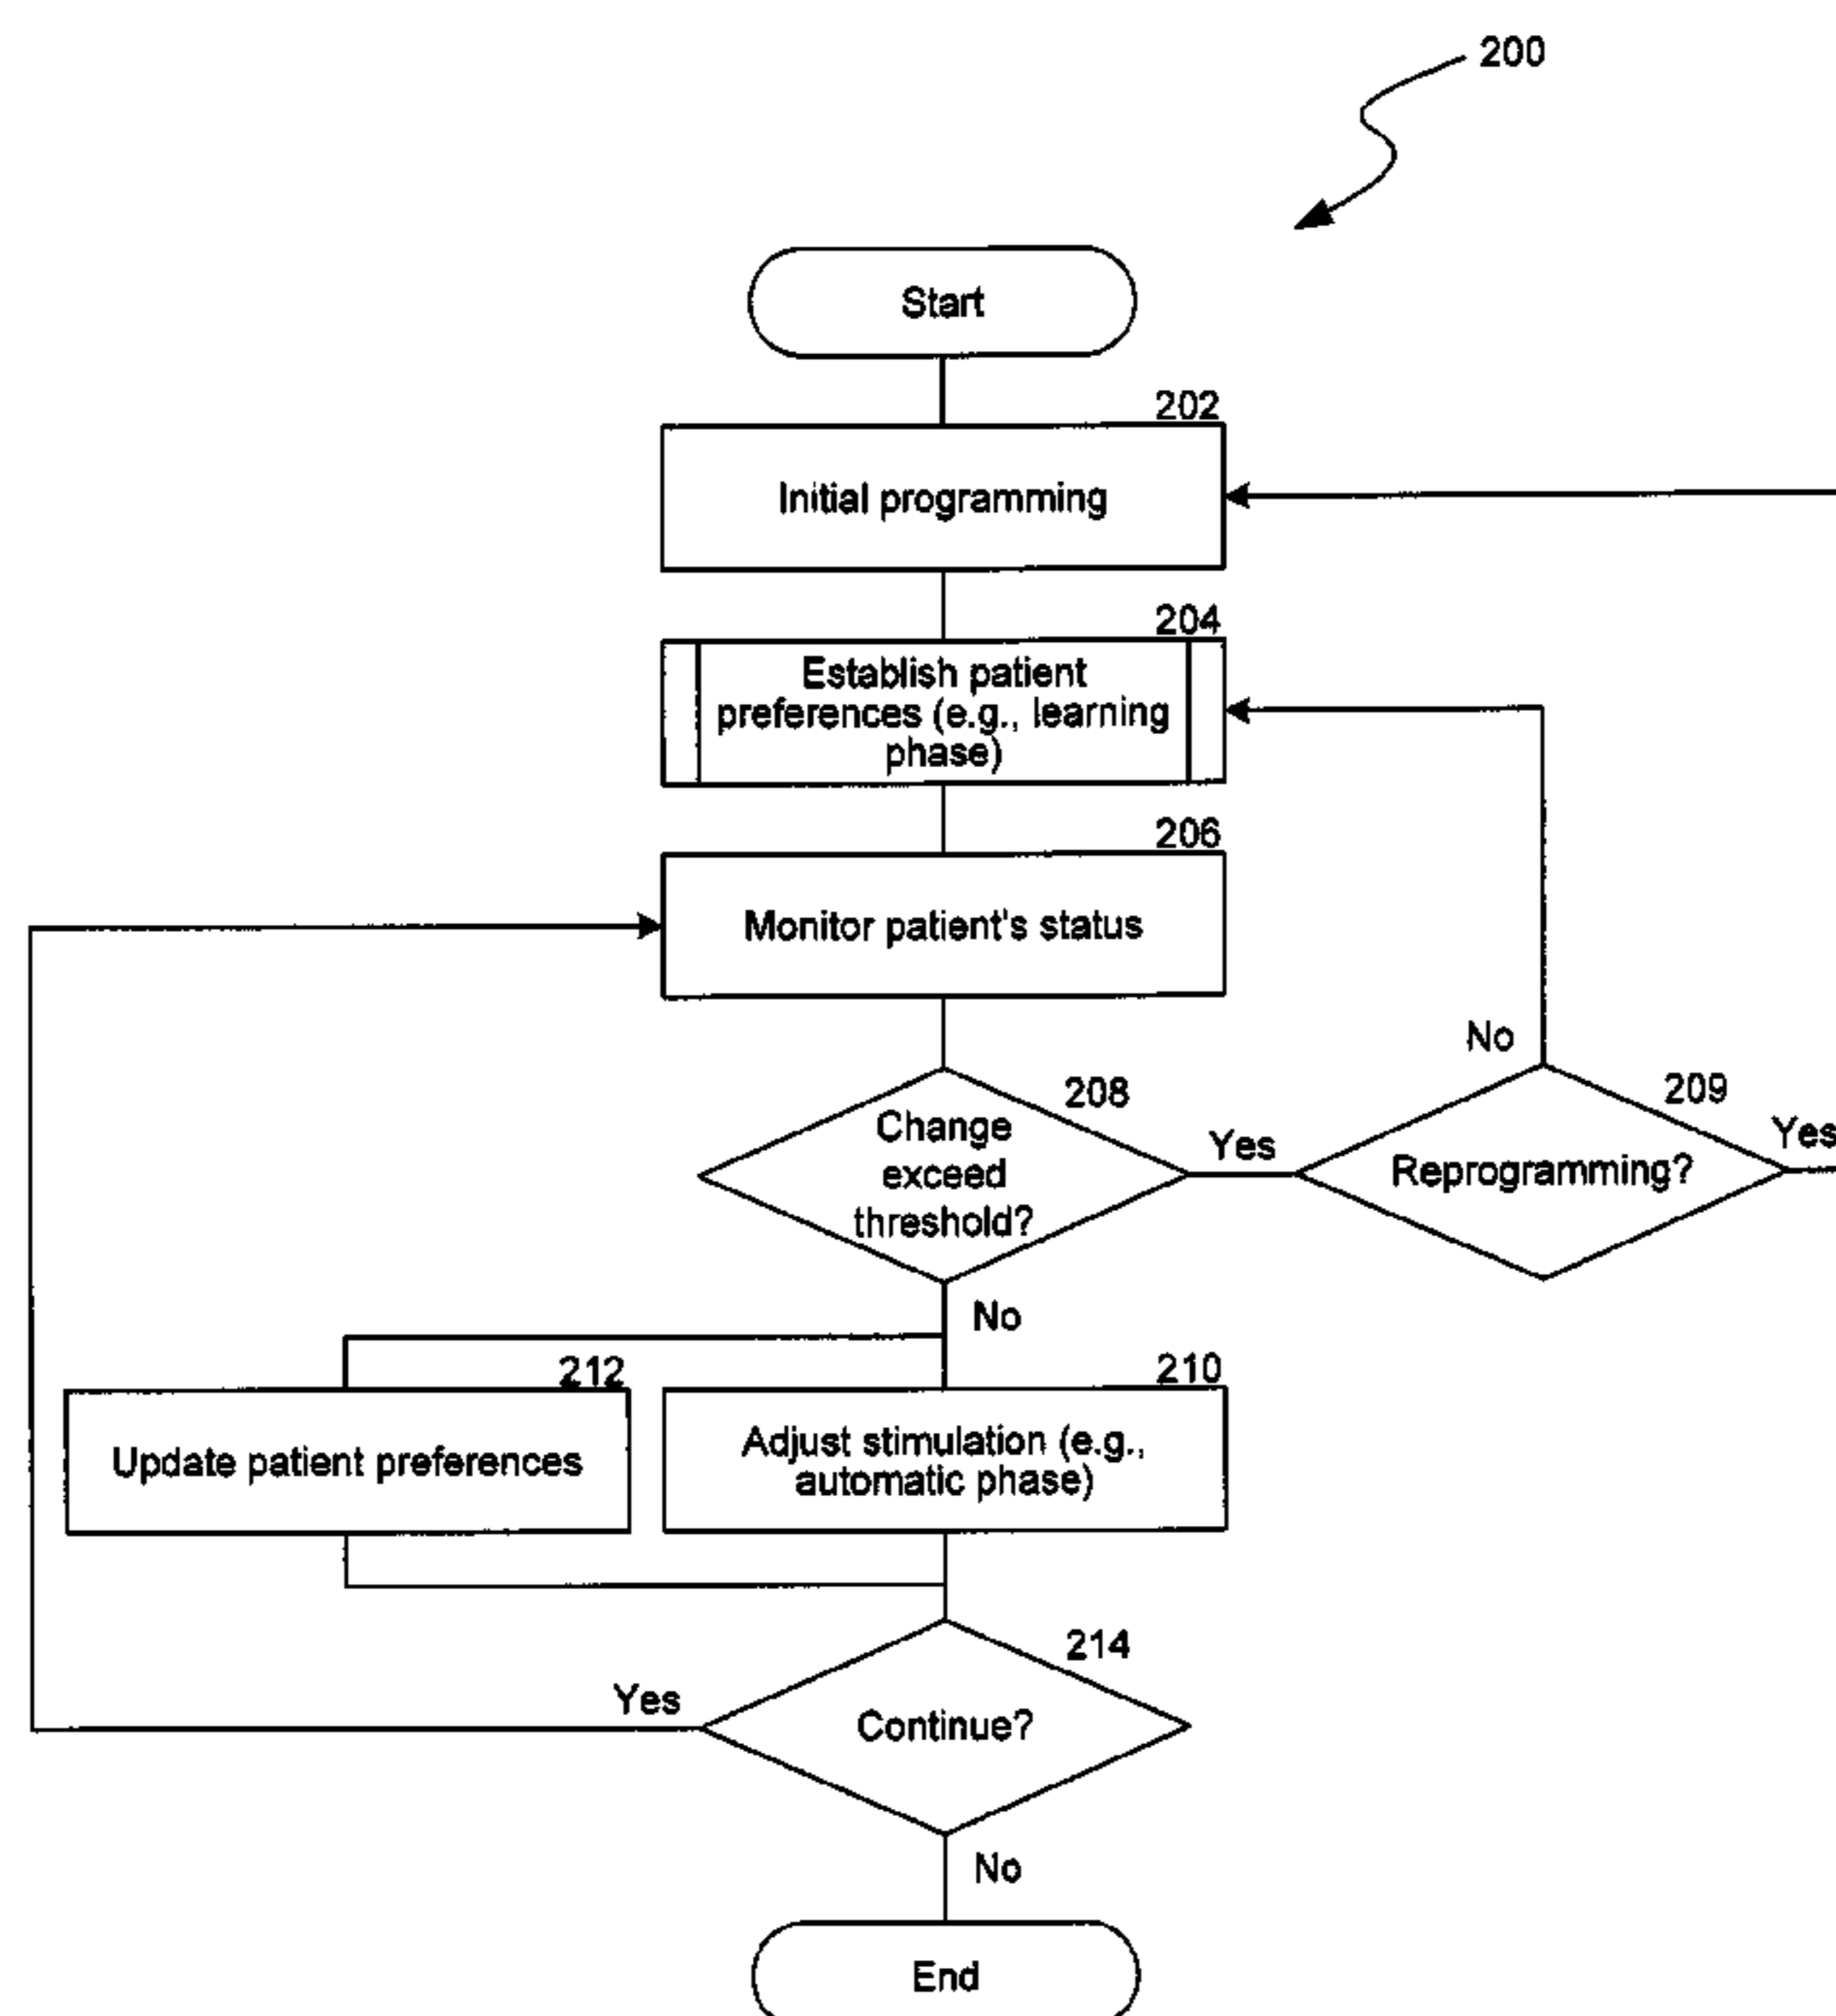 200
Start
202
Initial programming
204
Establish patient
preferences (e.g., learning
phase)
206
Monitor patient's status
No
208
209
Change
exceed
threshold?
Yes
Reprogramming?
Yes
No
212
210
Update patient preferences
Adjust stimulation (e.g.,
automatic phase)
214
Yes
Continue?
No
End